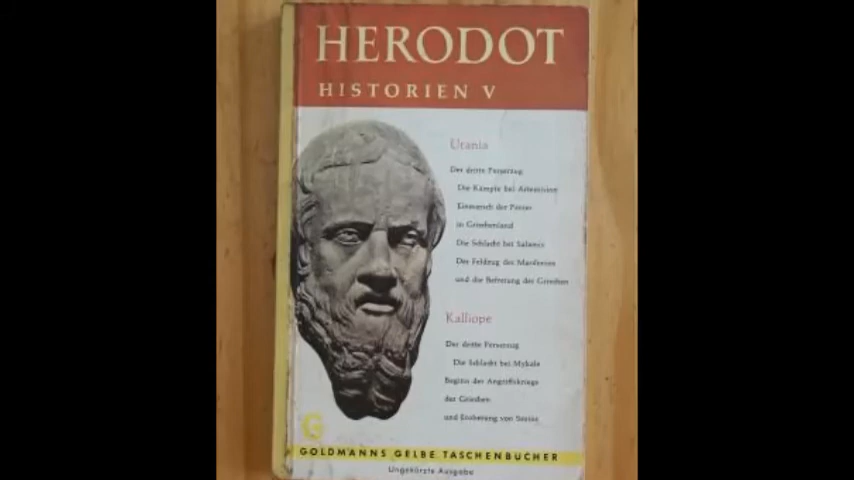 HERODOT
HISTORIEN V
Urania
Der dritte Perserzug
Die Kämpfe bei Artemision
Einmarsch der Perser
in Griechenland
Die Schlacht bei Salamis
Der Feldzug des Mardonios
und die Befreiung der Griechen
Kalliope
Der dritte Perserzug
Die Schlacht bei Mykale
Beginn der Angriffskriege
der Griechen
und Eroberung von Sestos
G
GOLDMANNS GELBE TASCHENBÜCHER
Ungekürzte Ausgabe